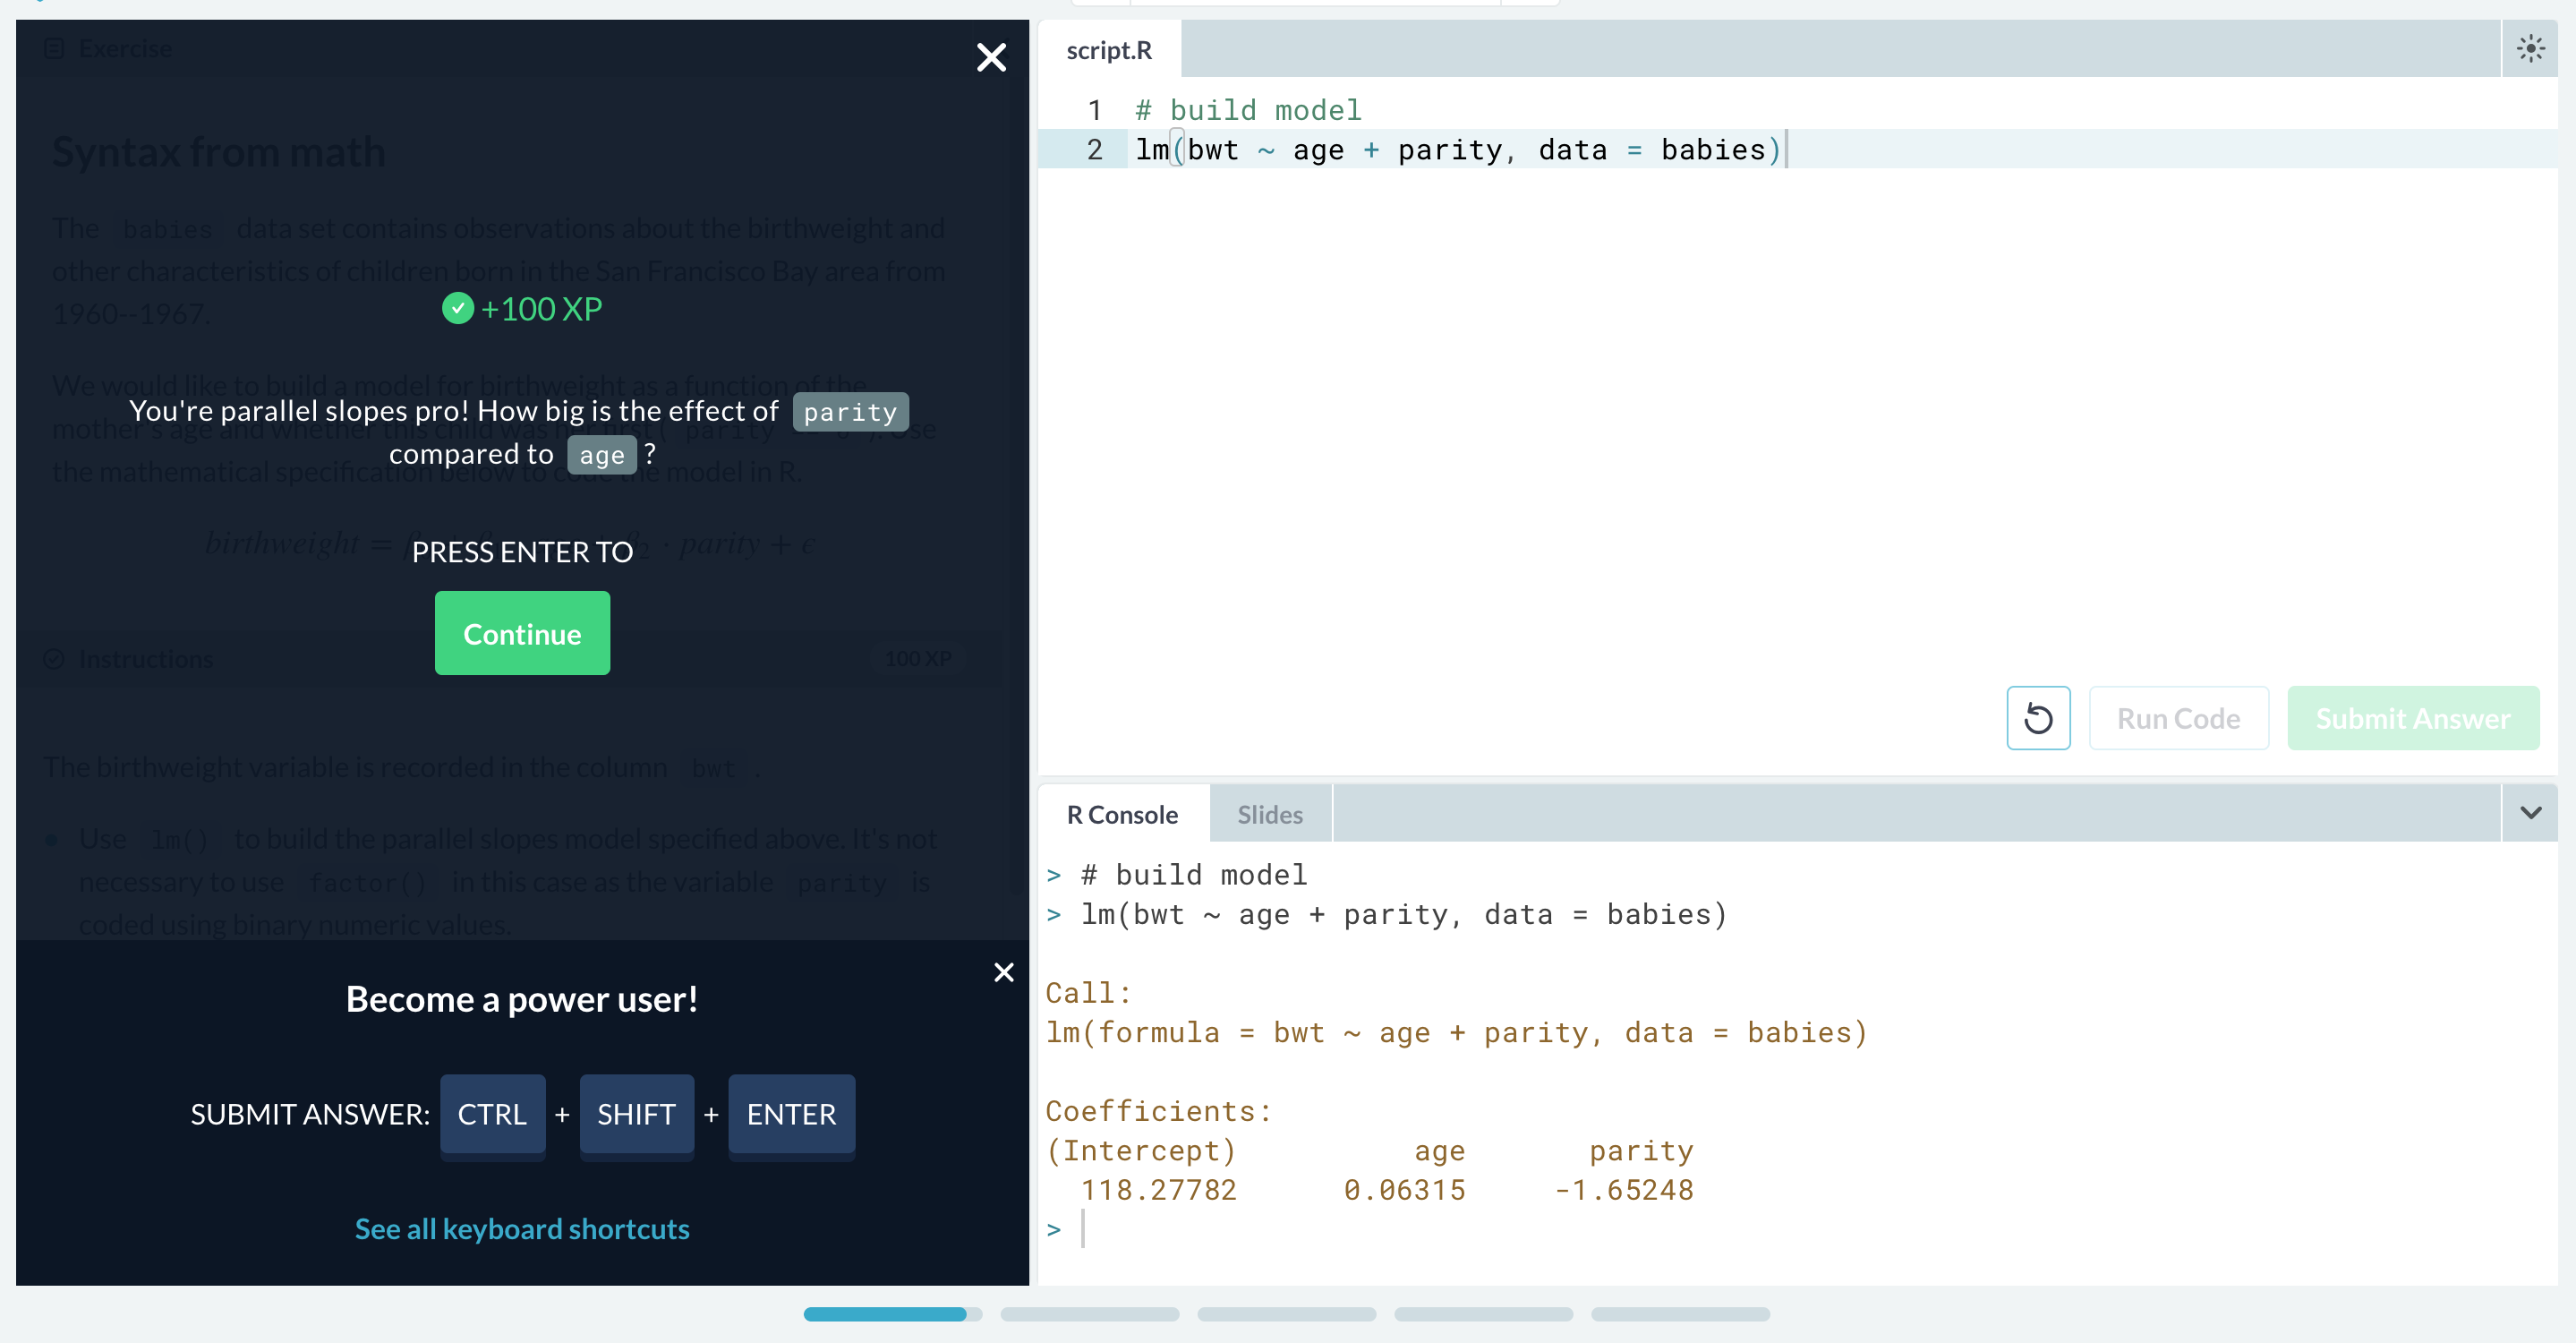 Exercise
Syntax from math
The babies data set contains observations about the birthweight and
other characteristics of children born in the San Francisco Bay area from
1960--1967.
+100 XP
We would like to build a model for birthweight as a function of the
You're parallel slopes pro! How big is the effect of parity
mother's age and whether this child was her first ( parity
compared to age ?
the mathematical specification below to code the model in R.
birthweight =
2 · parity + ϵ
PRESS ENTER TO
Continue
Instructions
100 XP
The birthweight variable is recorded in the column bwt .
Use lm() to build the parallel slopes model specified above. It's not
necessary to use factor() in this case as the variable parity is
coded using binary numeric values.
Become a power user!
SUBMIT ANSWER: CTRL + SHIFT + ENTER
See all keyboard shortcuts
script.R
1 # build model
2 lm(bwt ~ age + parity, data = babies)
Run Code
Submit Answer
R Console
Slides
> # build model
> lm(bwt ~ age + parity, data = babies)
Call:
lm(formula = bwt ~ age + parity, data = babies)
Coefficients:
(Intercept) age parity
118.27782 0.06315 -1.65248
>